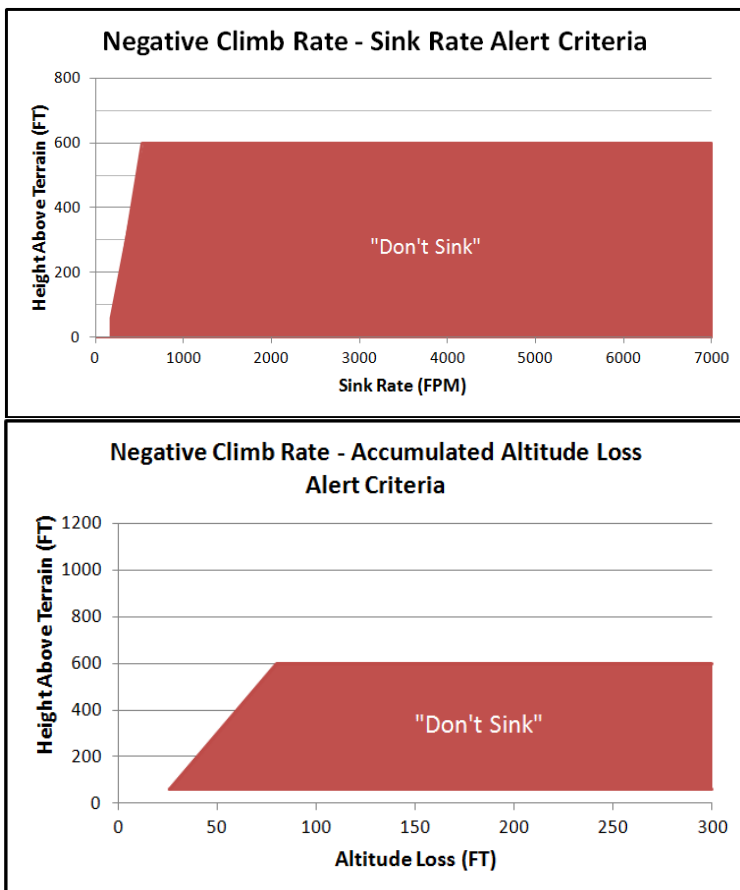 Negative Climb Rate - Sink Rate Alert Criteria
Height Above Terrain (FT)
800
600
400
200
0
"Don't Sink"
0 1000 2000 3000 4000 5000 6000 7000
Sink Rate (FPM)
Negative Climb Rate - Accumulated Altitude Loss
Alert Criteria
Height Above Terrain (FT)
1200
1000
800
600
400
200
0
"Don't Sink"
0 50 100 150 200 250 300
Altitude Loss (FT)